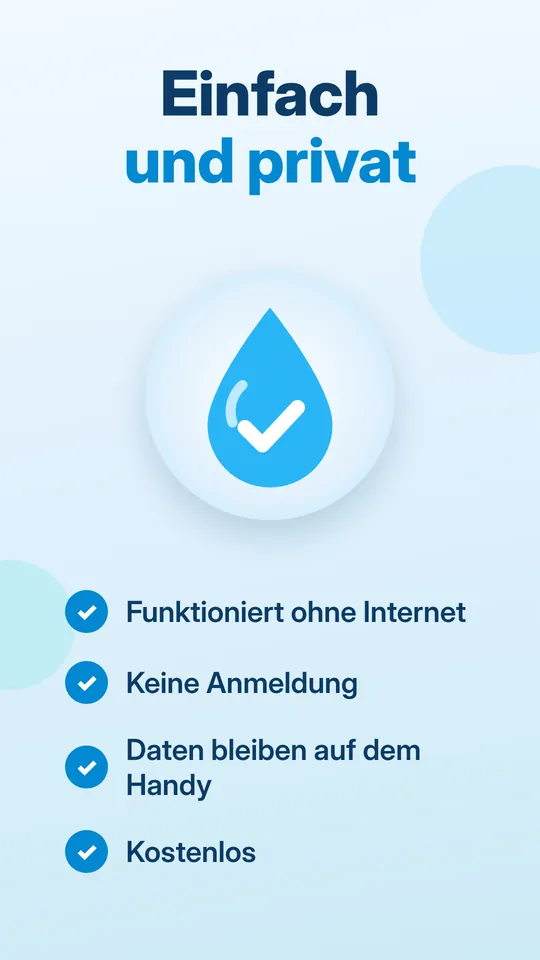 Einfach
und privat
Funktioniert ohne Internet
Keine Anmeldung
Daten bleiben auf dem
Handy
Kostenlos